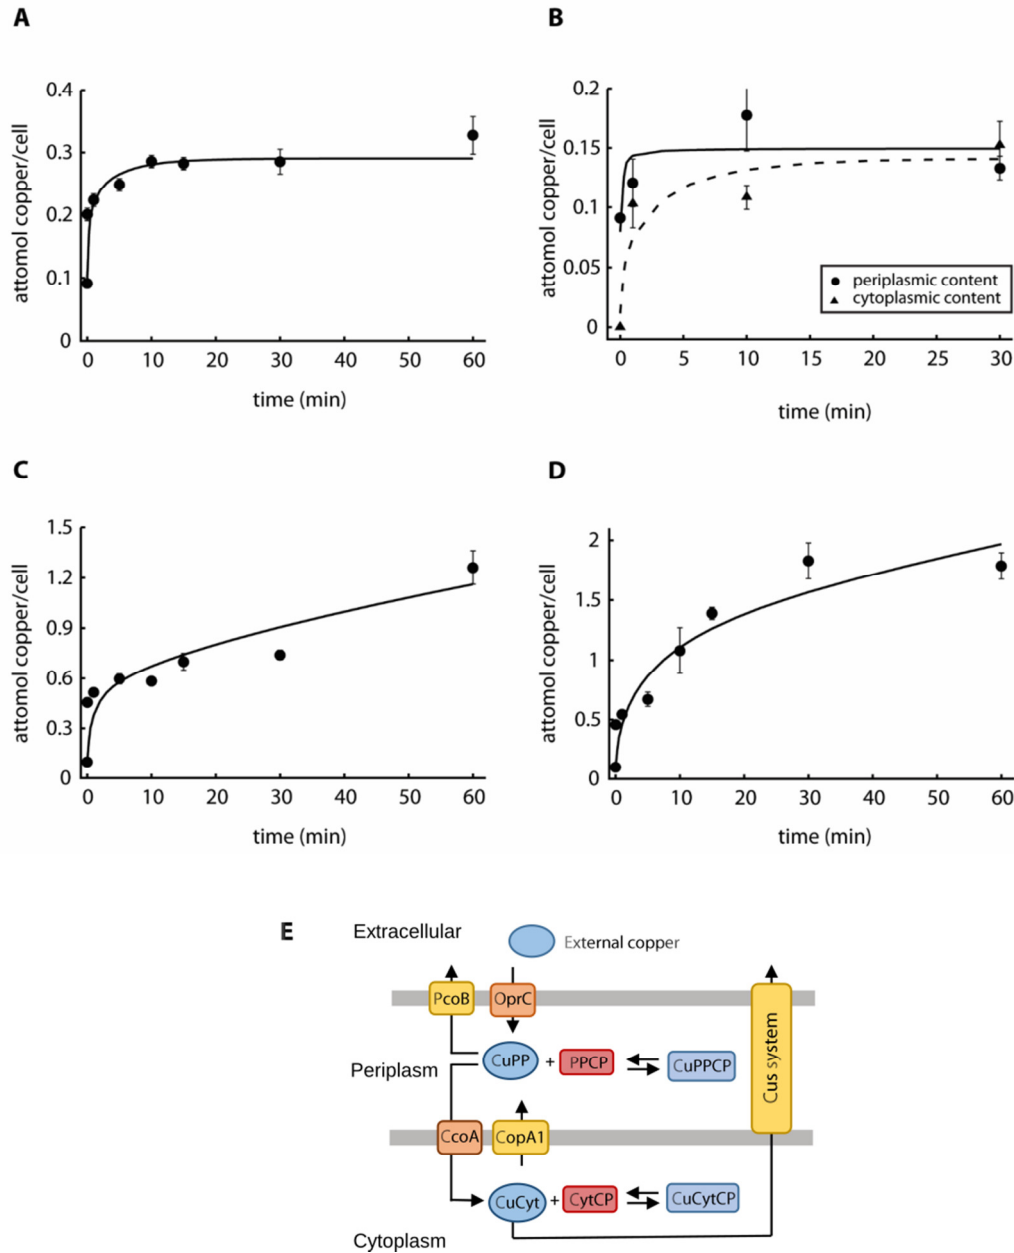 A
0.4
0.3
0.2
0.1
0
attomol copper/cell
0 10 20 30 40 50 60
time (min)
B
0.2
0.15
0.1
0.05
0
attomol copper/cell
periplasmic content
cytoplasmic content
0 5 10 15 20 25 30
time (min)
C
1.5
1.2
0.9
0.6
0.3
0
attomol copper/cell
0 10 20 30 40 50 60
time (min)
D
2
1.5
1
0.5
0
attomol copper/cell
0 10 20 30 40 50 60
time (min)
E
Extracellular
External copper
PcoB OprC
Periplasm
CuPP + PPCP CuPPCP
Cus system
CcoA CopA1
CuCyt + CytCP CuCytCP
Cytoplasm